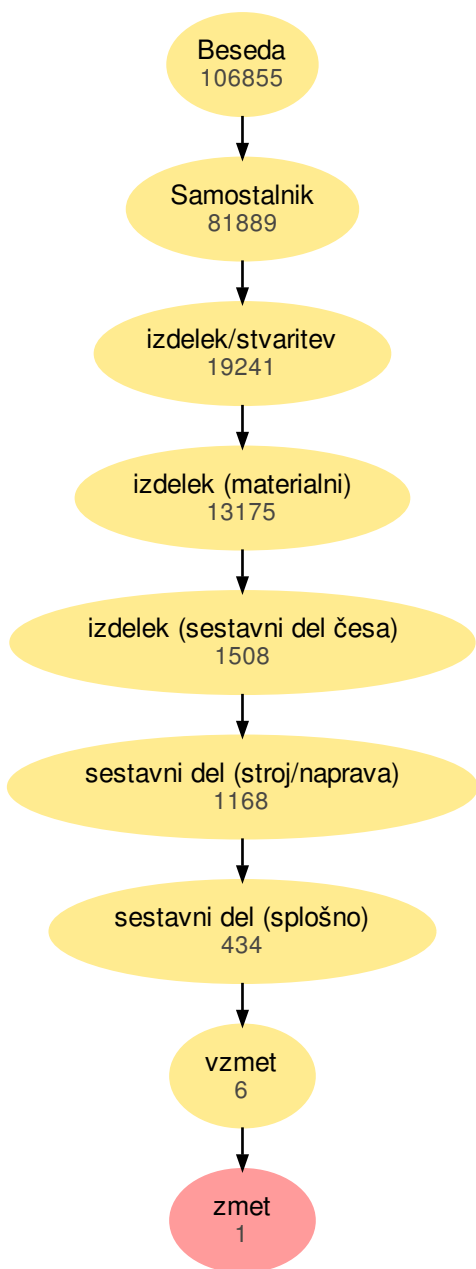 Beseda
106855
Samostalnik
81889
izdelek/stvaritev
19241
izdelek (materialni)
13175
izdelek (sestavni del česa)
1508
sestavni del (stroj/naprava)
1168
sestavni del (splošno)
434
vzmet
6
zmet
1